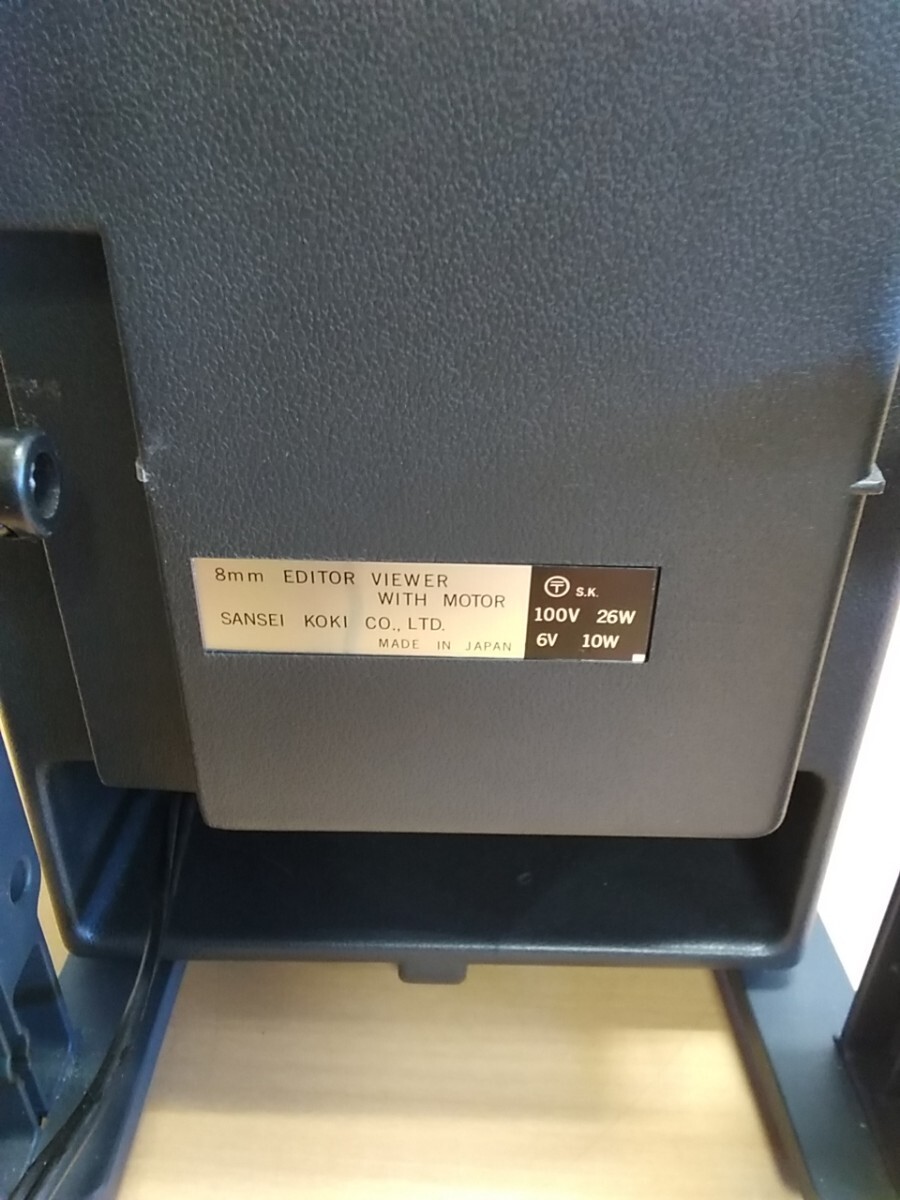 8mm EDITOR VIEWER
WITH MOTOR
SANSEI KOKI CO., LTD.
MADE IN JAPAN
〒 S.K.
100V 26W
6V 10W